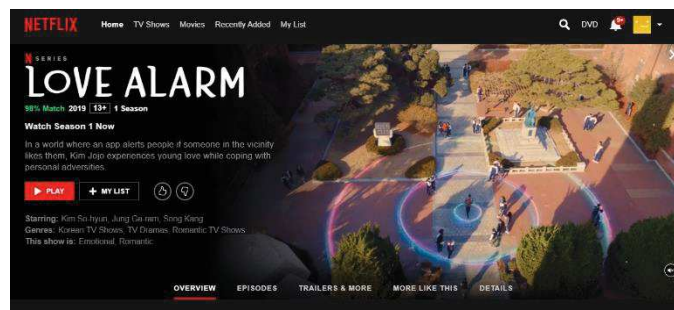 NETFLIX Home TV Shows Movies Recently Added My List DVD 9+
N SERIES
LOVE ALARM
98% Match 2019 13+ 1 Season
Watch Season 1 Now
In a world where an app alerts people if someone in the vicinity
likes them, Kim Jojo experiences young love while coping with
personal adversities.
PLAY + MY LIST
Starring: Kim So-hyun, Jung Ga-ram, Song Kang
Genres: Korean TV Shows, TV Dramas, Romantic TV Shows
This show is: Emotional, Romantic
OVERVIEW EPISODES TRAILERS & MORE MORE LIKE THIS DETAILS